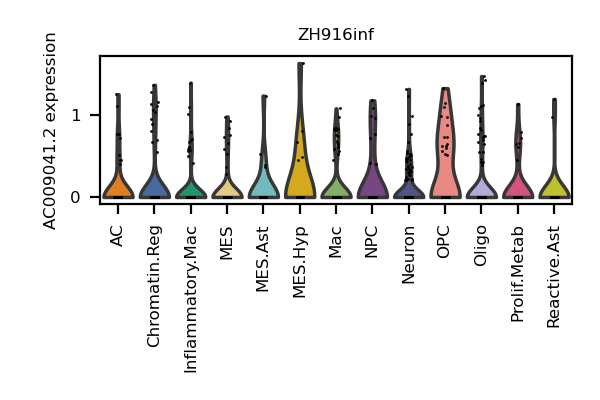 ZH916inf
AC009041.2 expression
1
0
AC
Chromatin.Reg
Inflammatory.Mac
MES
MES.Ast
MES.Hyp
Mac
NPC
Neuron
OPC
Oligo
Prolif.Metab
Reactive.Ast